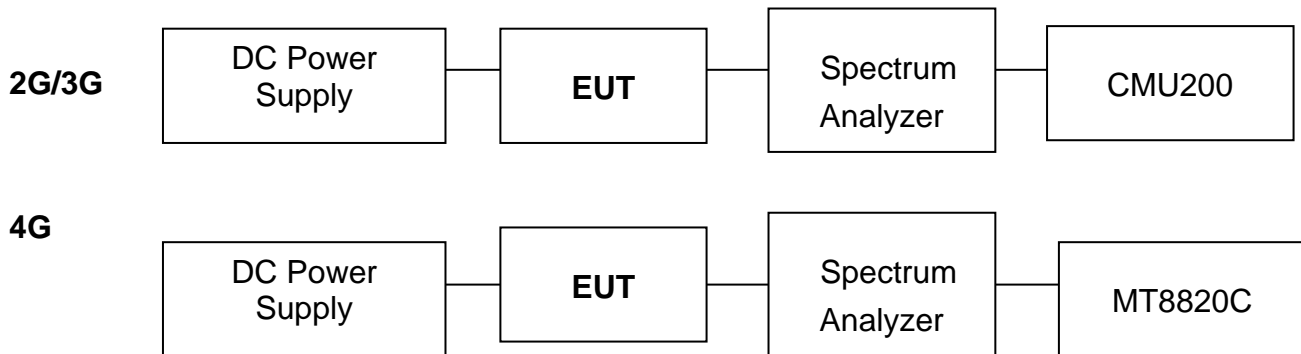 2G/3G
DC Power
Supply
EUT
Spectrum
Analyzer
CMU200
4G
DC Power
Supply
EUT
Spectrum
Analyzer
MT8820C